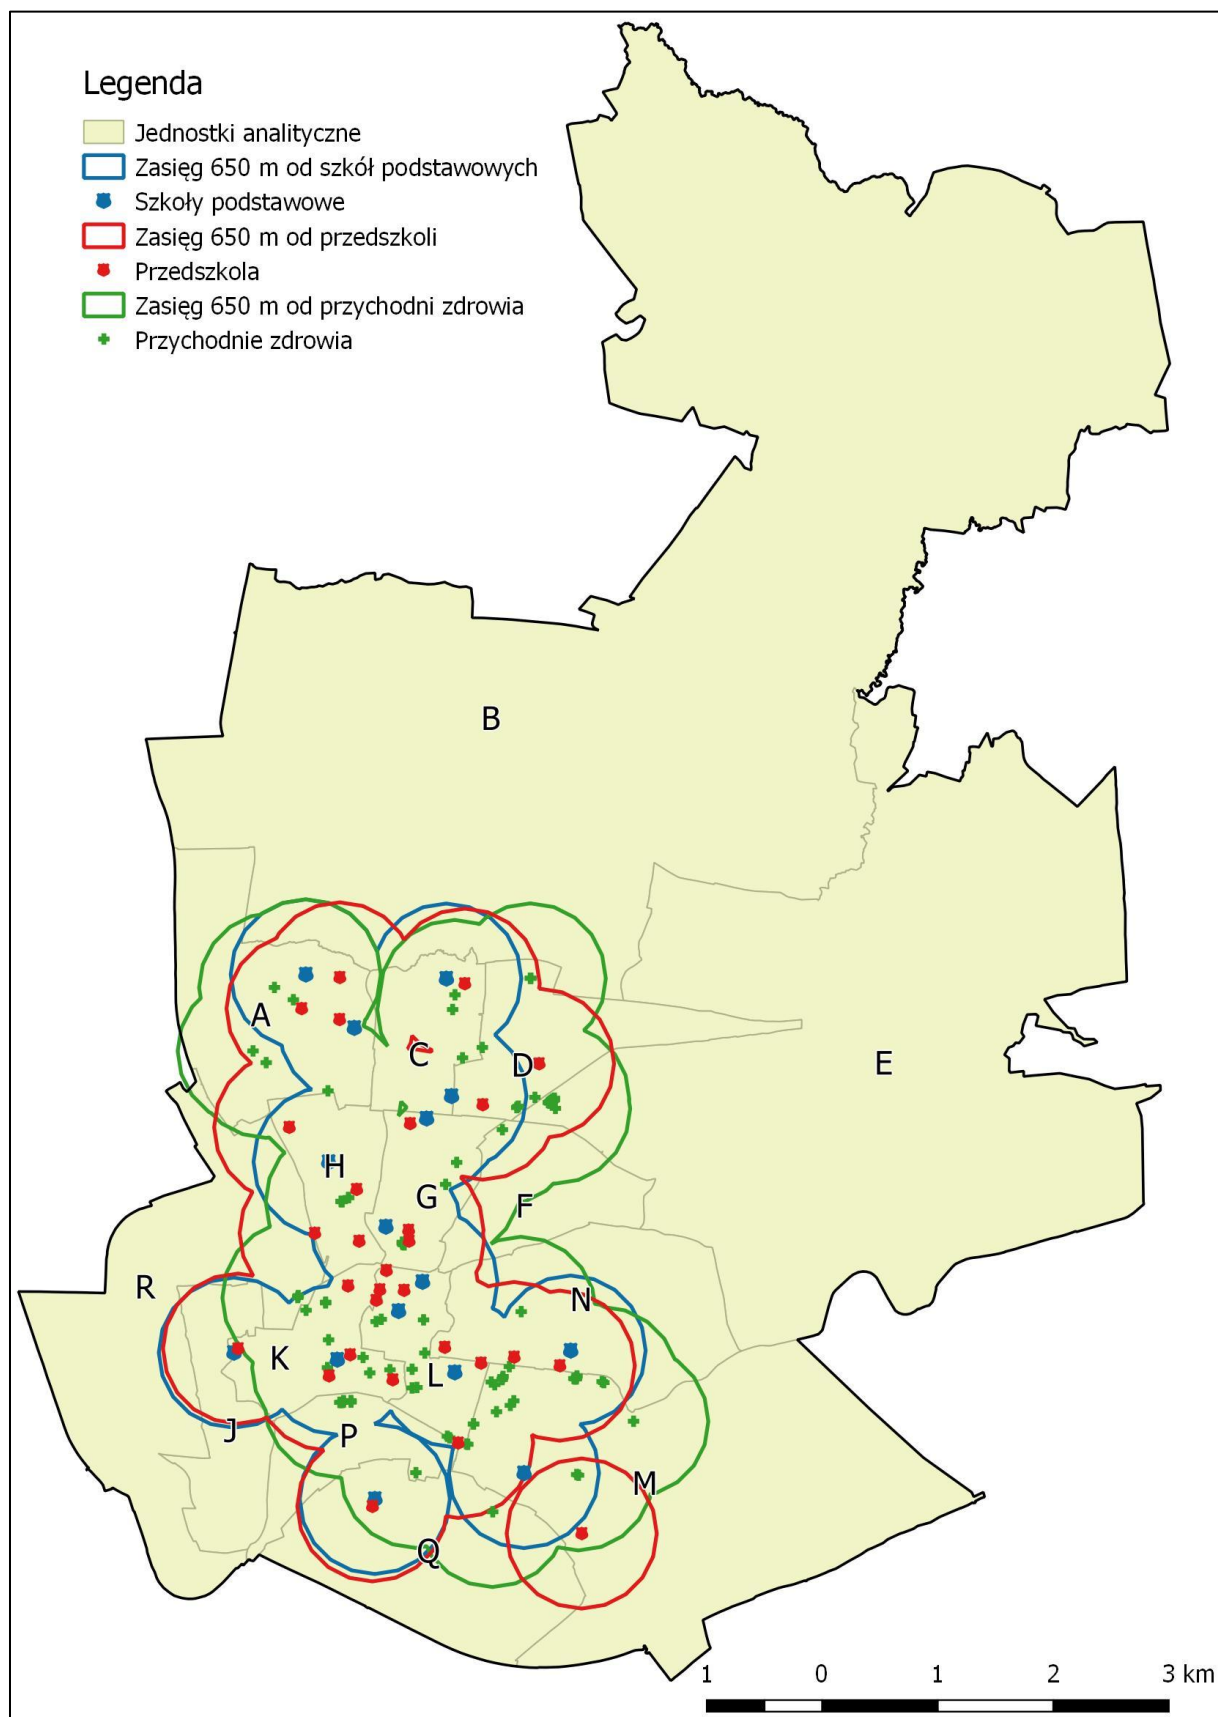 Legenda
Jednostki analityczne
Zasięg 650 m od szkół podstawowych
Szkoły podstawowe
Zasięg 650 m od przedszkoli
Przedszkola
Zasięg 650 m od przychodni zdrowia
Przychodnie zdrowia
B
A
C
D
E
H
G
F
R
N
K
L
J
P
M
Q
1 0 1 2 3 km